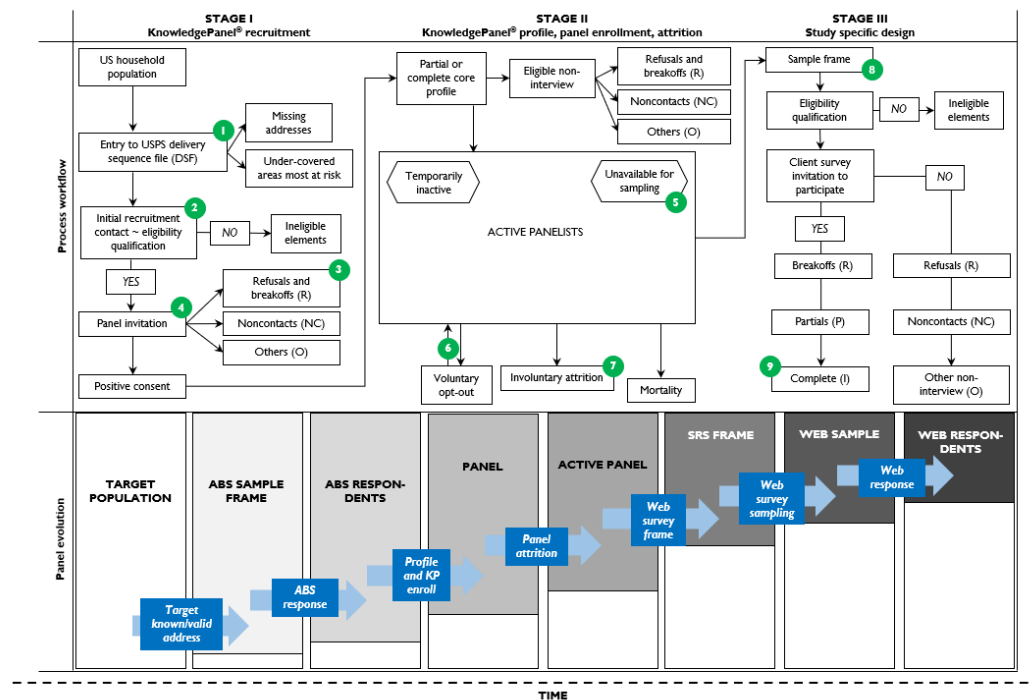 STAGE I
KnowledgePanel® recruitment
STAGE II
KnowledgePanel® profile, panel enrollment, attrition
STAGE III
Study specific design
Process workflow
US household
population
Entry to USPS delivery
sequence file (DSF)
1
Missing
addresses
Under-covered
areas most at risk
Initial recruitment
contact ~ eligibility
qualification
2
NO
Ineligible
elements
YES
Panel invitation
4
Refusals and
breakoffs (R)
3
Noncontacts (NC)
Others (O)
Positive consent
Partial or
complete core
profile
Eligible non-
interview
Refusals and
breakoffs (R)
Noncontacts (NC)
Others (O)
Temporarily
inactive
Unavailable for
sampling
5
ACTIVE PANELISTS
6
Voluntary
opt-out
Involuntary attrition
7
Mortality
Sample frame
8
Eligibility
qualification
NO
Ineligible
elements
Client survey
invitation to
participate
NO
YES
Breakoffs (R)
Refusals (R)
Partials (P)
Noncontacts (NC)
9
Complete (I)
Other non-
interview (O)
Panel evolution
TARGET
POPULATION
ABS SAMPLE
FRAME
ABS RESPON-
DENTS
PANEL
ACTIVE PANEL
SRS FRAME
WEB SAMPLE
WEB RESPON-
DENTS
Target
known/valid
address
ABS
response
Profile
and KP
enroll
Panel
attrition
Web
survey
frame
Web
survey
sampling
Web
response
TIME